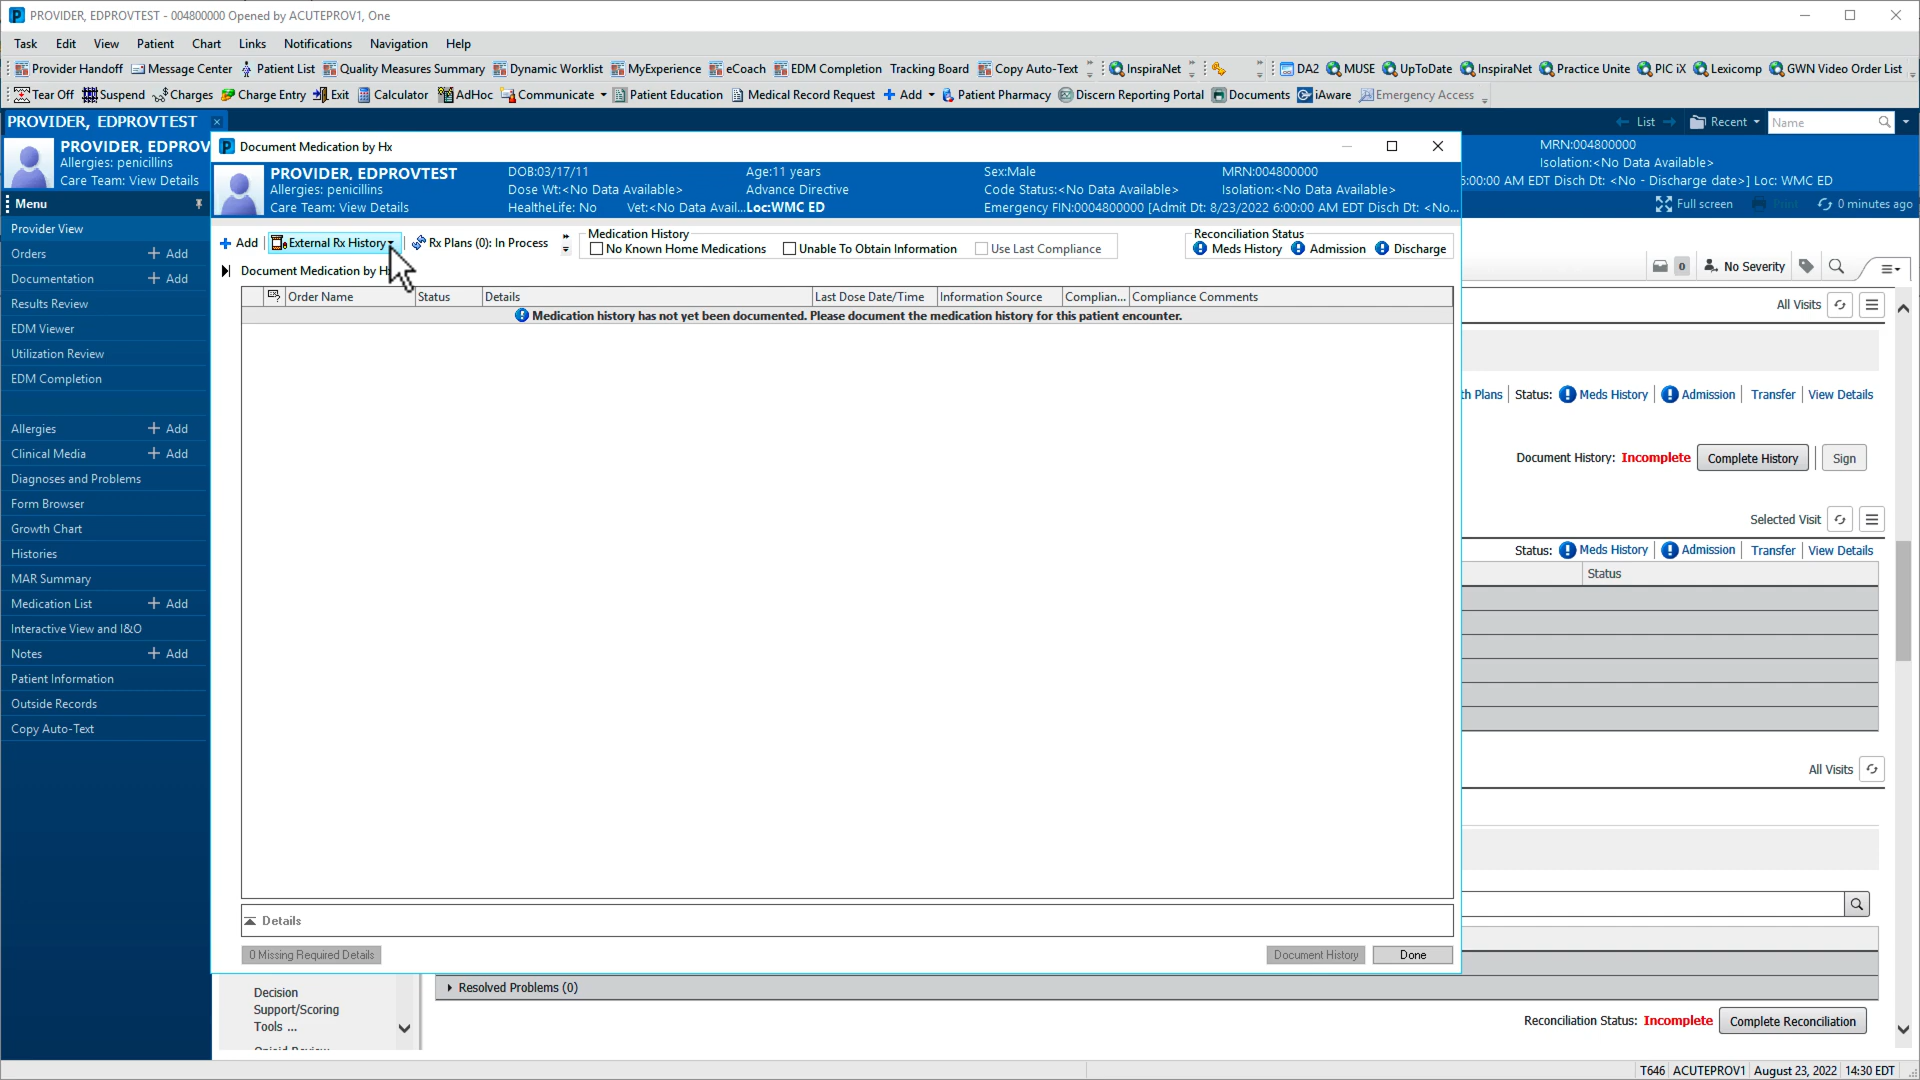 PROVIDER, EDPROVTEST - 004800000 Opened by ACUTEPROV1, One
Task Edit View Patient Chart Links Notifications Navigation Help
Provider Handoff Message Center Patient List Quality Measures Summary Dynamic Worklist MyExperience eCoach EDM Completion Tracking Board Copy Auto-Text InspiraNet DA2 MUSE UpToDate InspiraNet Practice Unite PIC iX Lexicomp GWN Video Order List
Tear Off Suspend Charges Charge Entry Exit Calculator AdHoc Communicate Patient Education Medical Record Request Add Patient Pharmacy Discern Reporting Portal Documents iAware Emergency Access
PROVIDER, EDPROVTEST List Recent Name
PROVIDER, EDPROV
Allergies: penicillins
Care Team: View Details
MRN:004800000
Isolation:<No Data Available>
5:00:00 AM EDT Disch Dt: <No - Discharge date>] Loc: WMC ED
Full screen Print 0 minutes ago
Menu
Provider View
Orders Add
Documentation Add
Results Review
EDM Viewer
Utilization Review
EDM Completion
Allergies Add
Clinical Media Add
Diagnoses and Problems
Form Browser
Growth Chart
Histories
MAR Summary
Medication List Add
Interactive View and I&O
Notes Add
Patient Information
Outside Records
Copy Auto-Text
Document Medication by Hx
PROVIDER, EDPROVTEST DOB:03/17/11 Age:11 years Sex:Male MRN:004800000
Allergies: penicillins Dose Wt:<No Data Available> Advance Directive Code Status:<No Data Available> Isolation:<No Data Available>
Care Team: View Details HealtheLife: No Vet:<No Data Avail... Loc:WMC ED Emergency FIN:0004800000 [Admit Dt: 8/23/2022 6:00:00 AM EDT Disch Dt: <No...
Add External Rx History Rx Plans (0): In Process
Medication History
No Known Home Medications Unable To Obtain Information Use Last Compliance
Reconciliation Status
Meds History Admission Discharge
Document Medication by H
Order Name Status Details Last Dose Date/Time Information Source Complian... Compliance Comments
Medication history has not yet been documented. Please document the medication history for this patient encounter.
Details
0 Missing Required Details Document History Done
0 No Severity
All Visits
th Plans Status: Meds History Admission Transfer View Details
Document History: Incomplete Complete History Sign
Selected Visit
Status: Meds History Admission Transfer View Details
Status
All Visits
Decision
Support/Scoring
Tools ...
Opioid Review
Resolved Problems (0)
Reconciliation Status: Incomplete Complete Reconciliation
T646 ACUTEPROV1 August 23, 2022 14:30 EDT